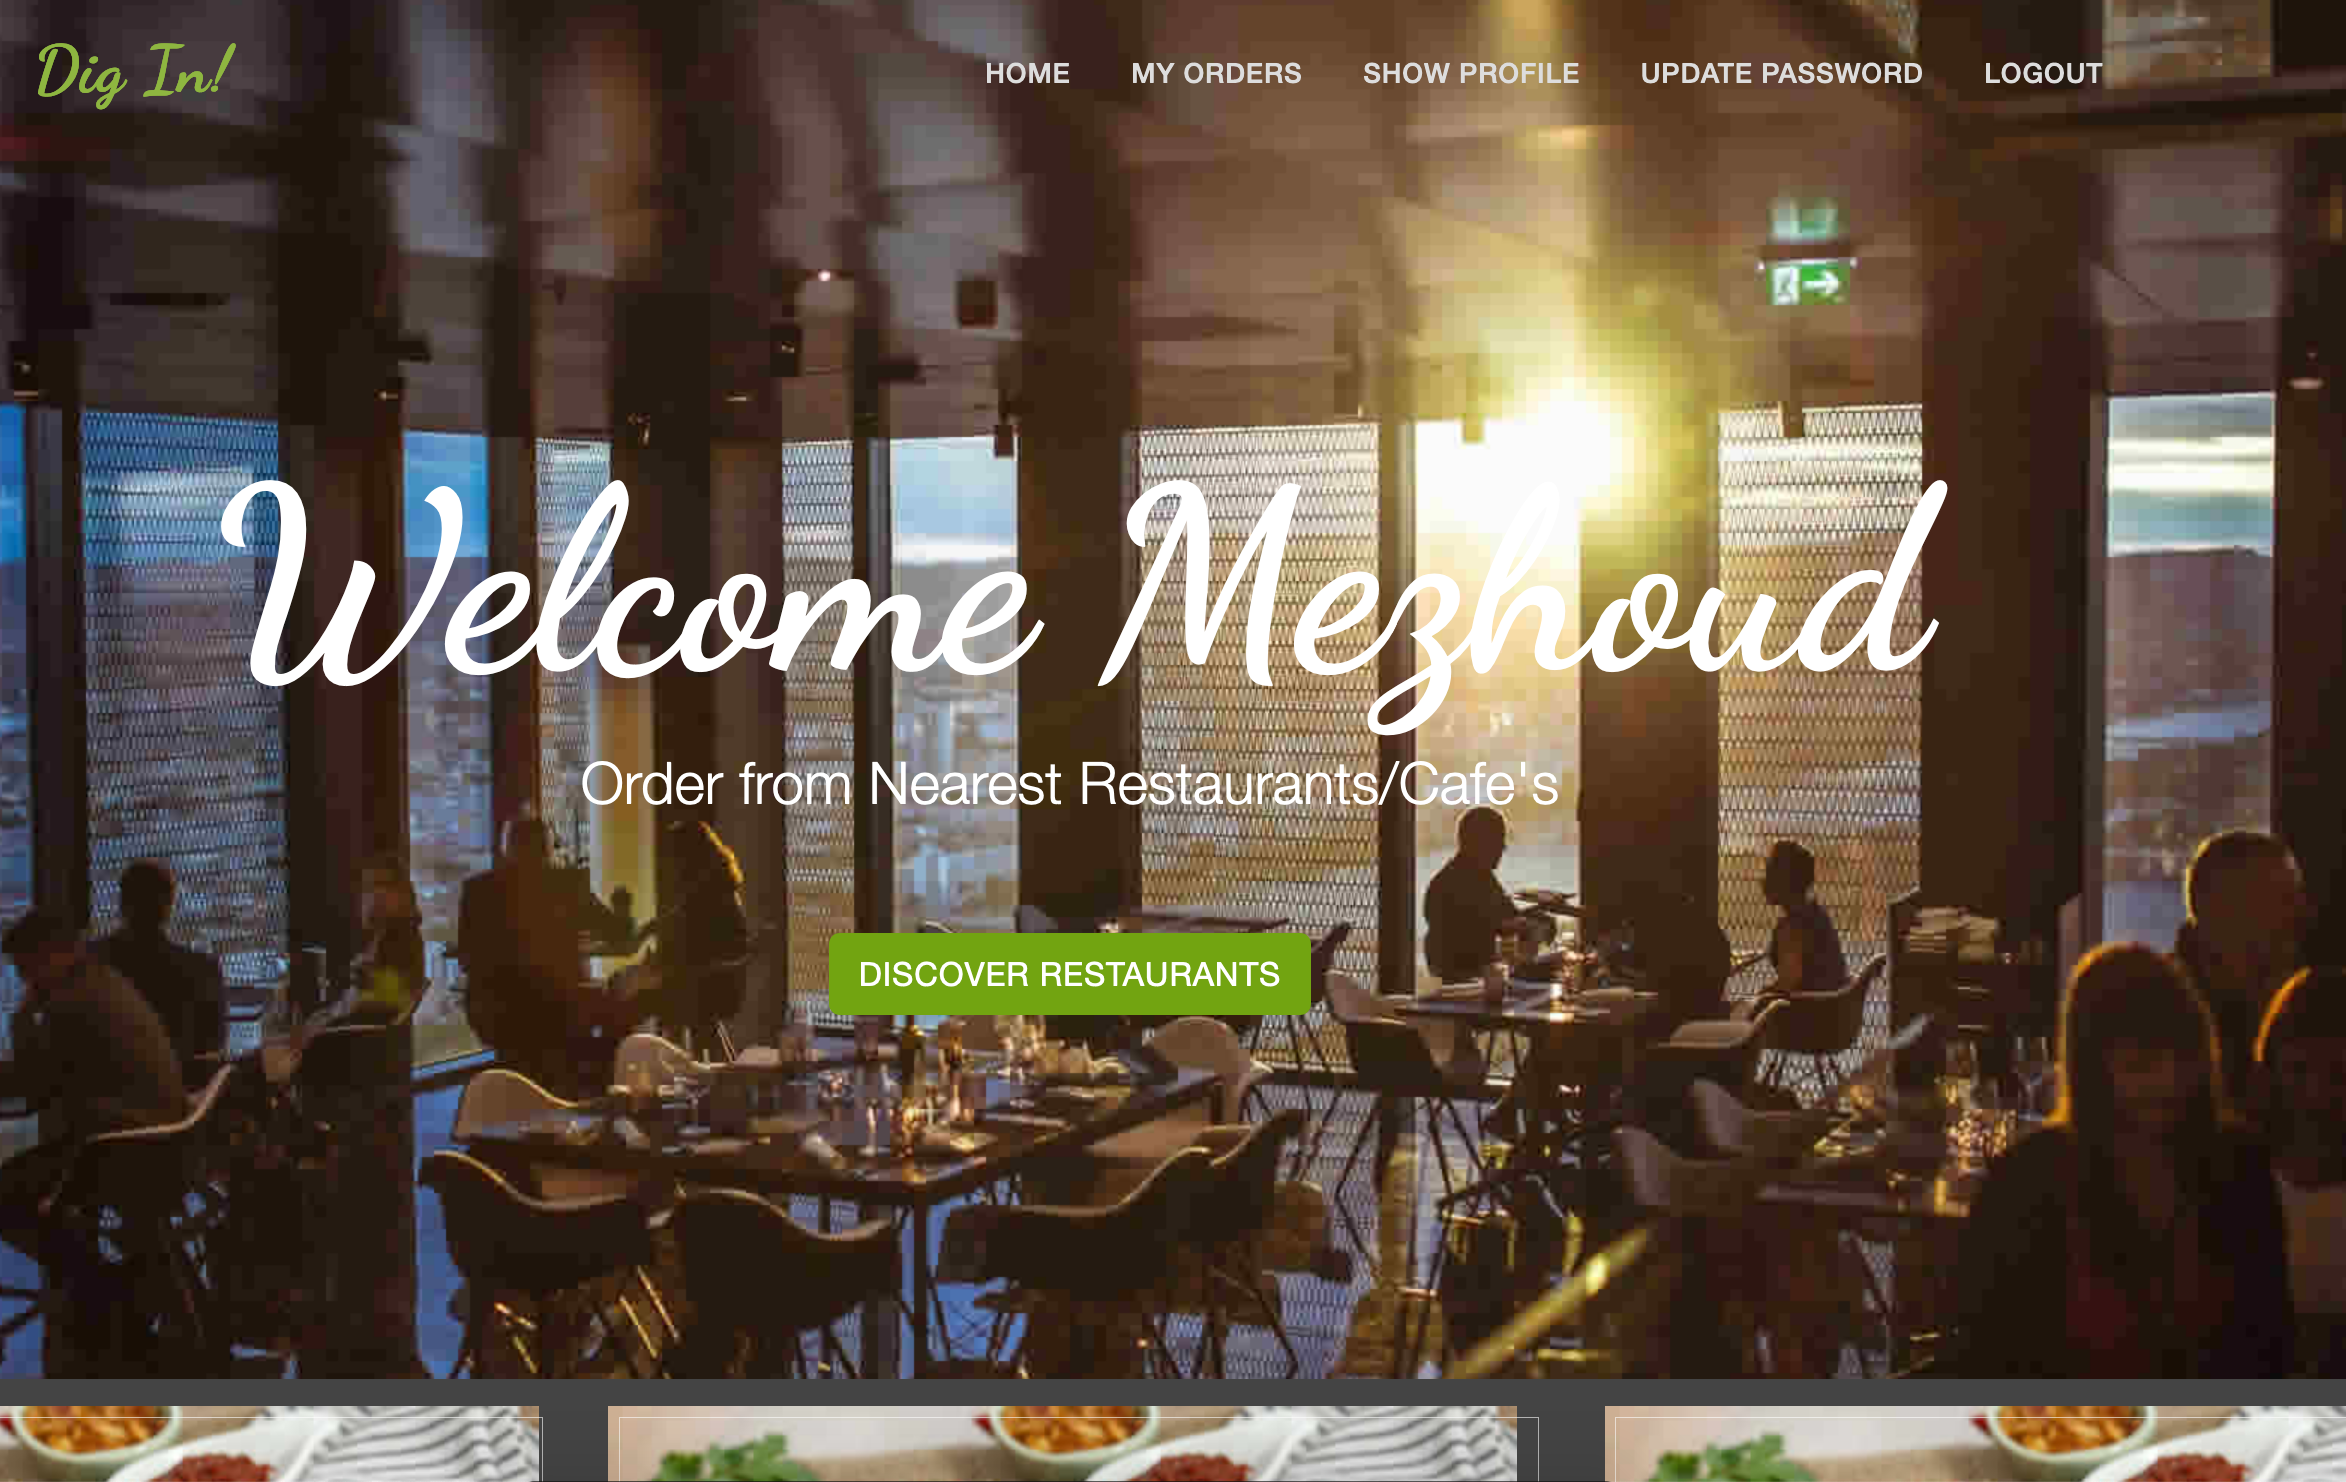 Dig In!
HOME MY ORDERS SHOW PROFILE UPDATE PASSWORD LOGOUT
Welcome Mezhoud
Order from Nearest Restaurants/Cafe's
DISCOVER RESTAURANTS